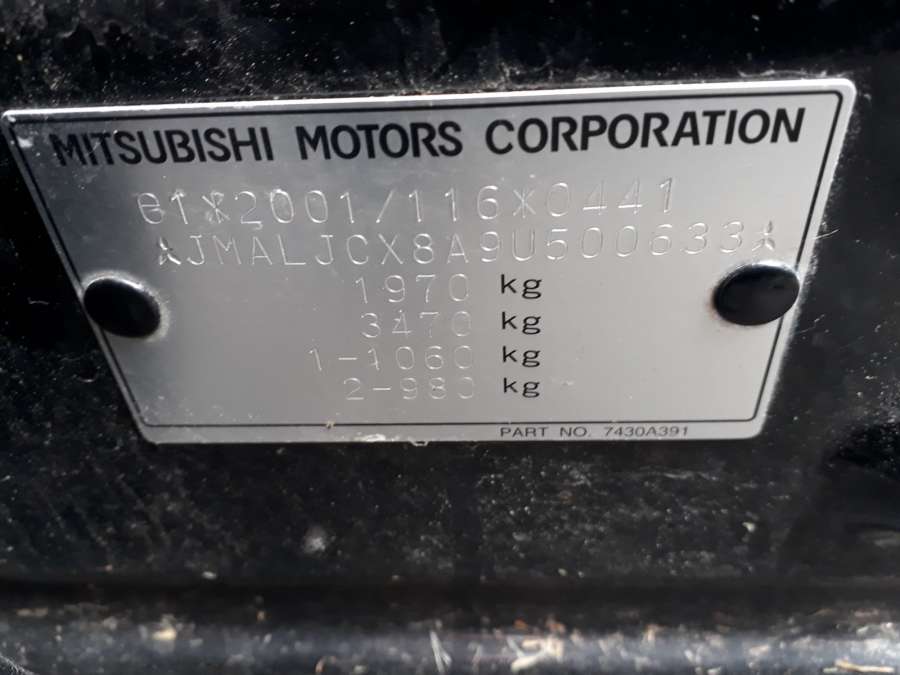 MITSUBISHI MOTORS CORPORATION
e1*2001/116*0441
*JMALJCX8A9U500633*
1970 kg
3470 kg
1-1060 kg
2-980 kg
PART NO. 7430A391